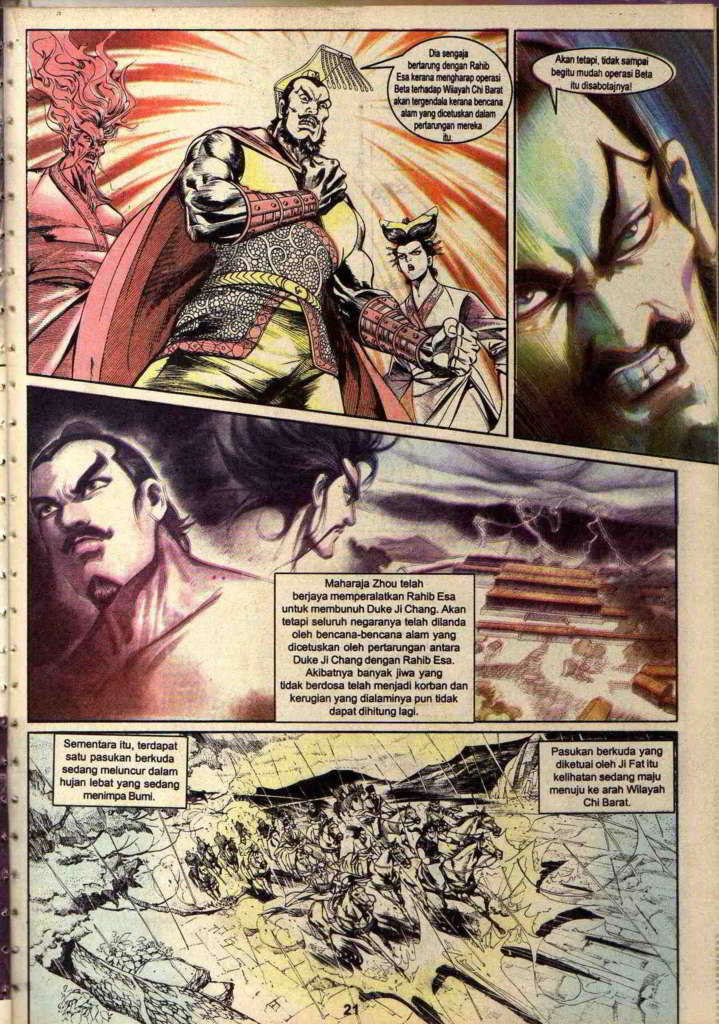 Dia sengaja
bertarung dengan Rahib
Esa kerana mengharap operasi
Beta terhadap Wilayah Chi Barat
akan tergendala kerana bencana
alam yang dicetuskan dalam
pertarungan mereka
itu.
Akan tetapi, tidak sampai
begitu mudah operasi Beta
itu disabotajnya!
Maharaja Zhou telah
berjaya memperalatkan Rahib Esa
untuk membunuh Duke Ji Chang. Akan
tetapi seluruh negaranya telah dilanda
oleh bencana-bencana alam yang
dicetuskan oleh pertarungan antara
Duke Ji Chang dengan Rahib Esa.
Akibatnya banyak jiwa yang
tidak berdosa telah menjadi korban dan
kerugian yang dialaminya pun tidak
dapat dihitung lagi.
Sementara itu, terdapat
satu pasukan berkuda
sedang meluncur dalam
hujan lebat yang sedang
menimpa Bumi.
Pasukan berkuda yang
diketuai oleh Ji Fat itu
kelihatan sedang maju
menuju ke arah Wilayah
Chi Barat.
21